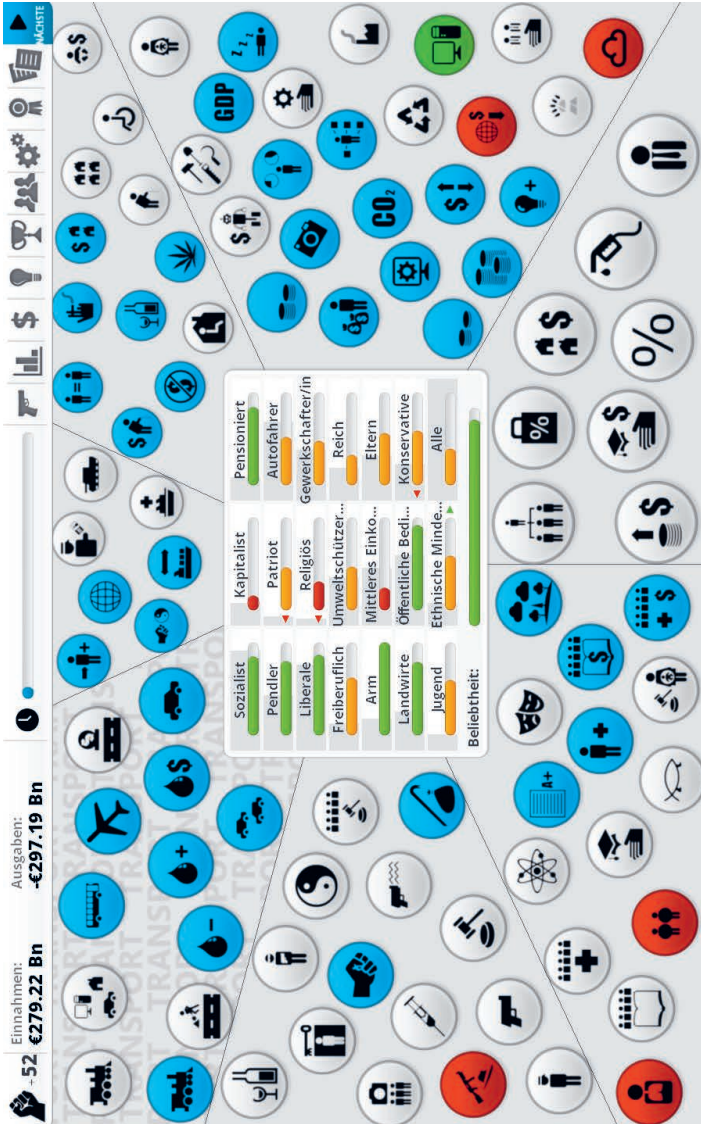 +52
Einnahmen:
€279.22 Bn
Ausgaben:
-€297.19 Bn
NÄCHSTE
TRANSPORT
GDP
CO2
A+
Sozialist
Kapitalist
Pensioniert
Pendler
Patriot
Autofahrer
Liberale
Religiös
Gewerkschafter/in
Freiberuflich
Umweltschützer...
Reich
Arm
Mittleres Einko...
Eltern
Landwirte
Öffentliche Bedi...
Konservative
Jugend
Ethnische Minde...
Alle
Beliebtheit: